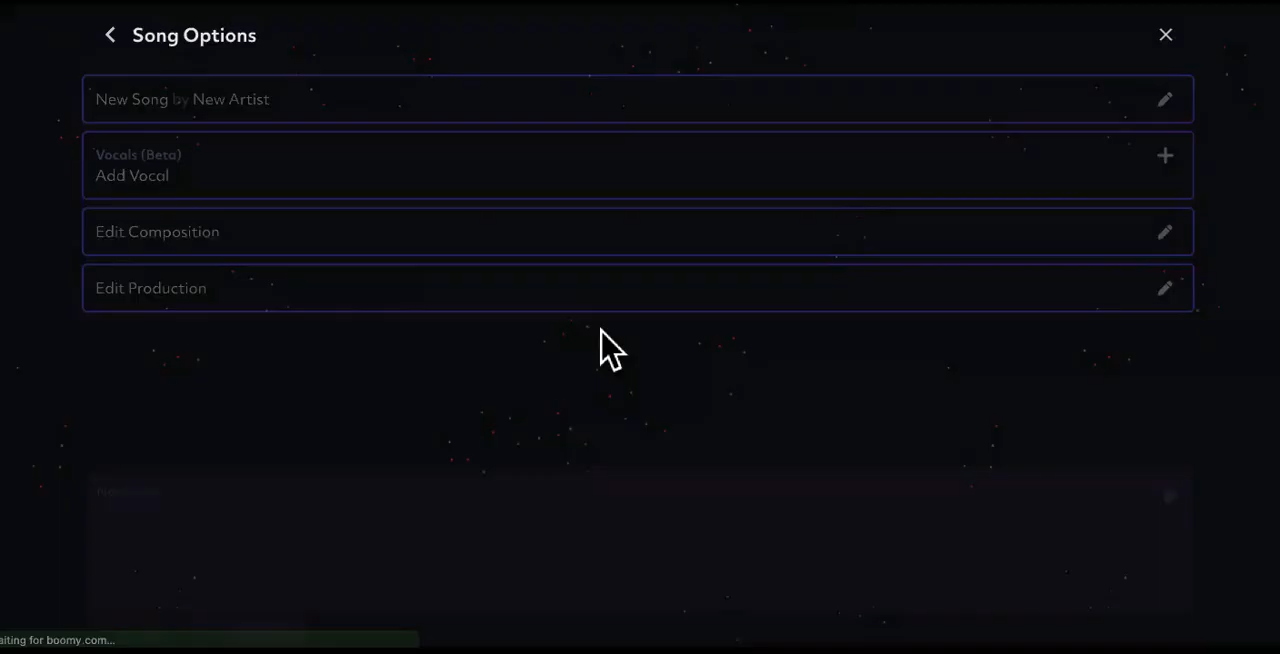 Song Options
New Song by New Artist
Vocals (Beta)
Add Vocal
Edit Composition
Edit Production
aiting for boomy.com...